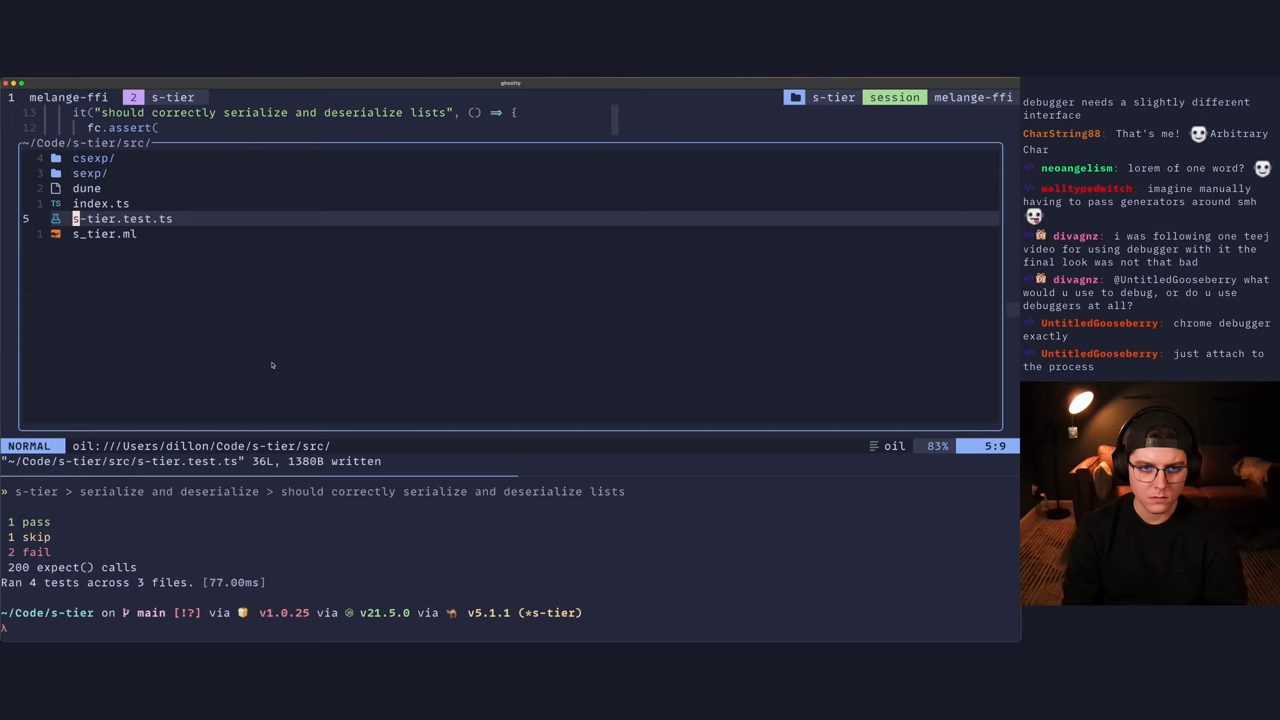 ghostty
1 melange-ffi 2 s-tier s-tier session melange-ffi
13 it("should correctly serialize and deserialize lists", () ⇒ {
12 fc.assert(
~/Code/s-tier/src/
4 csexp/
3 sexp/
2 dune
1 TS index.ts
5 s-tier.test.ts
1 s_tier.ml
NORMAL oil:///Users/dillon/Code/s-tier/src/ oil 83% 5:9
"~/Code/s-tier/src/s-tier.test.ts" 36L, 1380B written
» s-tier > serialize and deserialize > should correctly serialize and deserialize lists
1 pass
1 skip
2 fail
200 expect() calls
Ran 4 tests across 3 files. [77.00ms]
~/Code/s-tier on main [!?] via v1.0.25 via v21.5.0 via v5.1.1 (*s-tier)
λ
debugger needs a slightly different
interface
CharString88: That's me! Arbitrary
Char
neoangelism: lorem of one word?
welltypedwitch: imagine manually
having to pass generators around smh
divagnz: i was following one teej
video for using debugger with it the
final look was not that bad
divagnz: @UntitledGooseberry what
would u use to debug, or do u use
debuggers at all?
UntitledGooseberry: chrome debugger
exactly
UntitledGooseberry: just attach to
the process